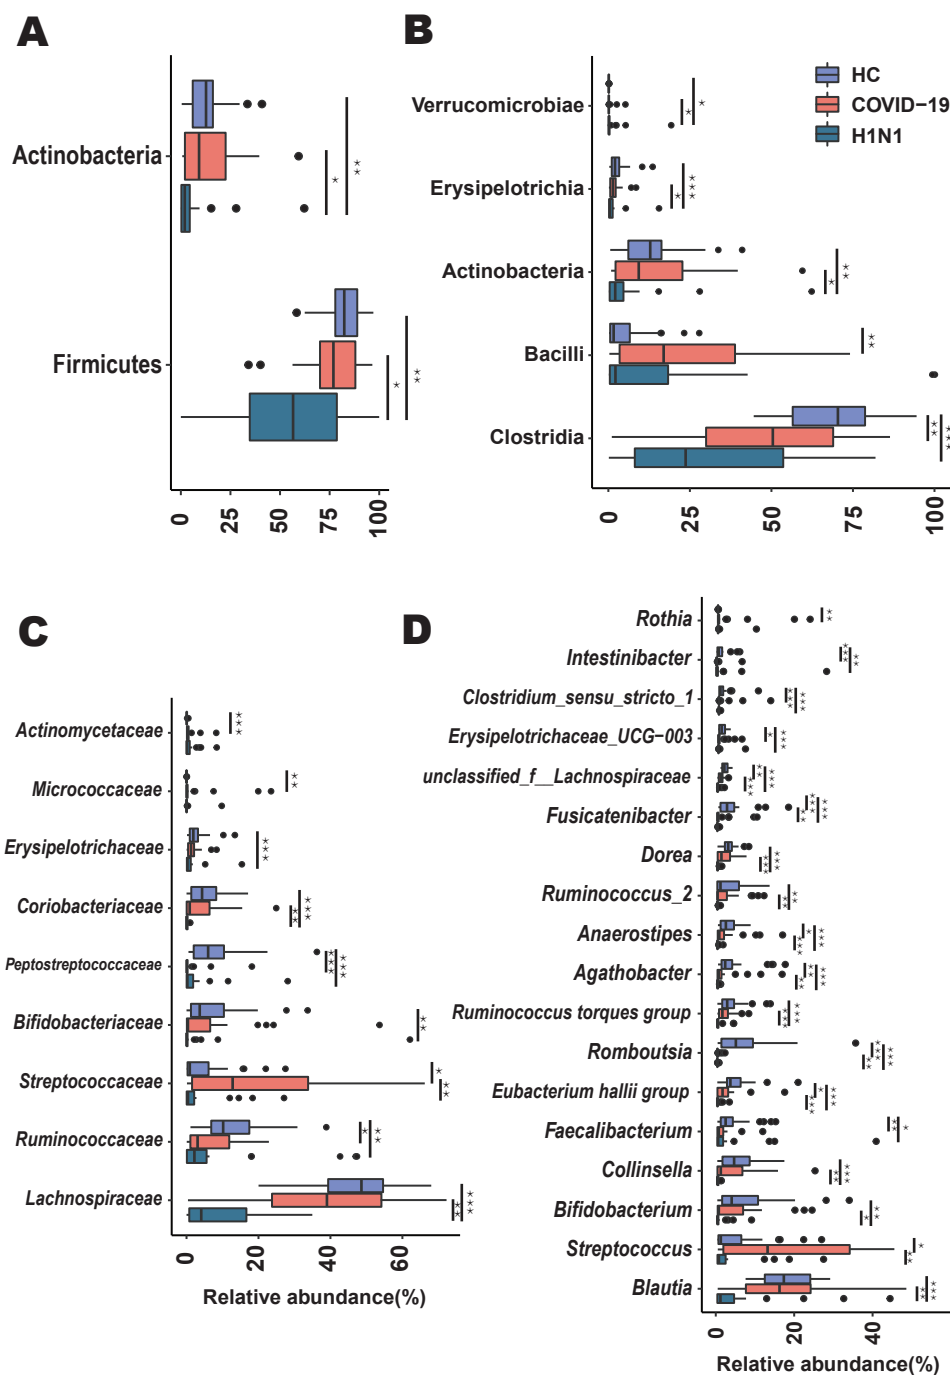 A
B
HC
COVID−19
H1N1
Actinobacteria
Firmicutes
0
25
50
75
100
Verrucomicrobiae
Erysipelotrichia
Actinobacteria
Bacilli
Clostridia
0
25
50
75
100
C
D
Actinomycetaceae
Micrococcaceae
Erysipelotrichaceae
Coriobacteriaceae
Peptostreptococcaceae
Bifidobacteriaceae
Streptococcaceae
Ruminococcaceae
Lachnospiraceae
0
20
40
60
Relative abundance(%)
Rothia
Intestinibacter
Clostridium_sensu_stricto_1
Erysipelotrichaceae_UCG−003
unclassified_f__Lachnospiraceae
Fusicatenibacter
Dorea
Ruminococcus_2
Anaerostipes
Agathobacter
Ruminococcus torques group
Romboutsia
Eubacterium hallii group
Faecalibacterium
Collinsella
Bifidobacterium
Streptococcus
Blautia
0
20
40
Relative abundance(%)